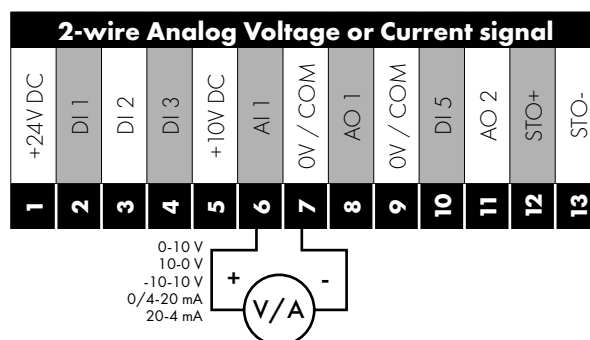 2-wire Analog Voltage or Current signal
+24V DC
DI 1
DI 2
DI 3
+10V DC
AI 1
0V / COM
AO 1
0V / COM
DI 5
AO 2
STO+
STO-
1
2
3
4
5
6
7
8
9
10
11
12
13
0-10 V
10-0 V
-10-10 V
0/4-20 mA
20-4 mA
+
-
V/A